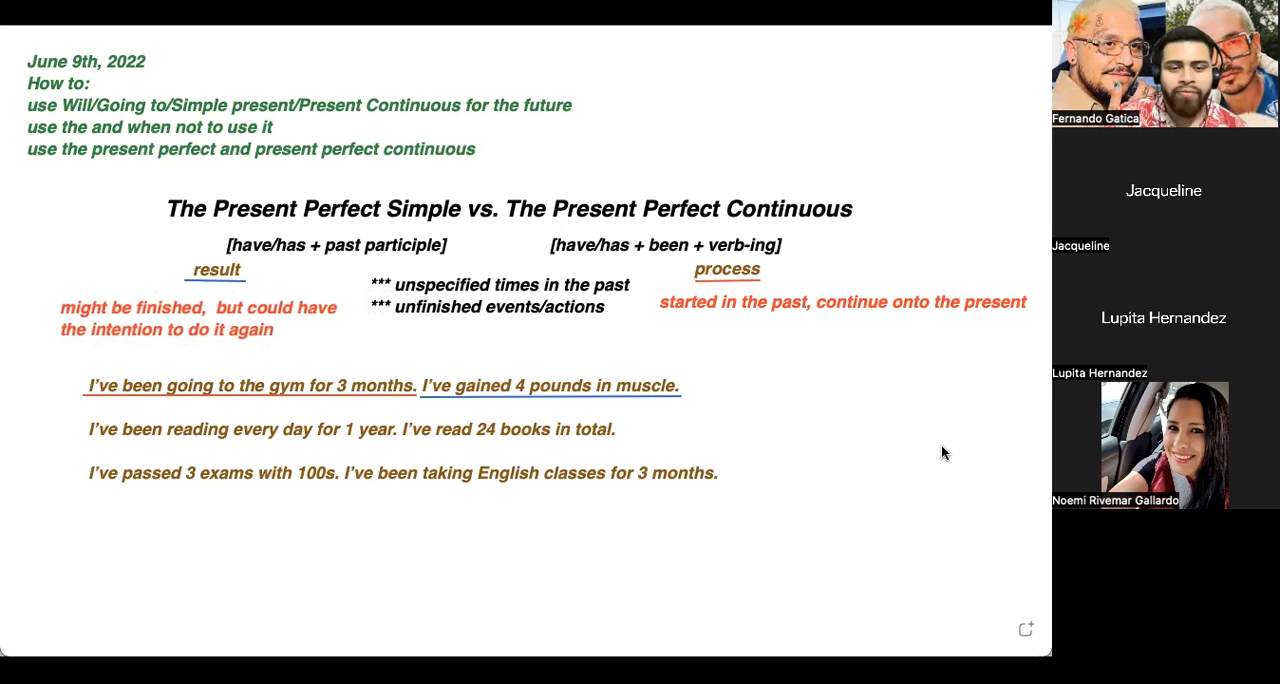 June 9th, 2022
How to:
use Will/Going to/Simple present/Present Continuous for the future
use the and when not to use it
use the present perfect and present perfect continuous
The Present Perfect Simple vs. The Present Perfect Continuous
[have/has + past participle]
[have/has + been + verb-ing]
result
process
*** unspecified times in the past
*** unfinished events/actions
might be finished, but could have
the intention to do it again
started in the past, continue onto the present
I've been going to the gym for 3 months. I've gained 4 pounds in muscle.
I've been reading every day for 1 year. I've read 24 books in total.
I've passed 3 exams with 100s. I've been taking English classes for 3 months.
Fernando Gatica
Jacqueline
Jacqueline
Lupita Hernandez
Lupita Hernandez
Noemi Rivemar Gallardo